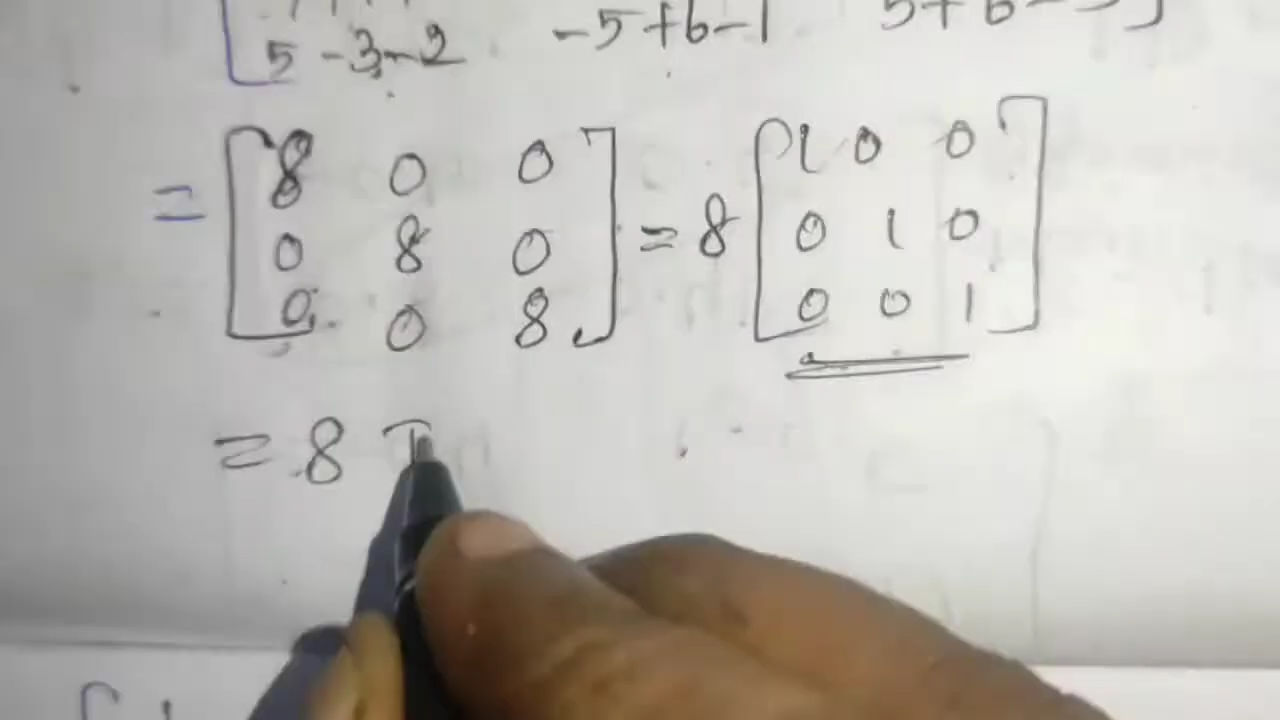 5 -3-2 -5+6-1 5+6-3
= [8 0 0 = 8 [1 0 0
0 8 0 0 1 0
0 0 8] 0 0 1]
= 8 I